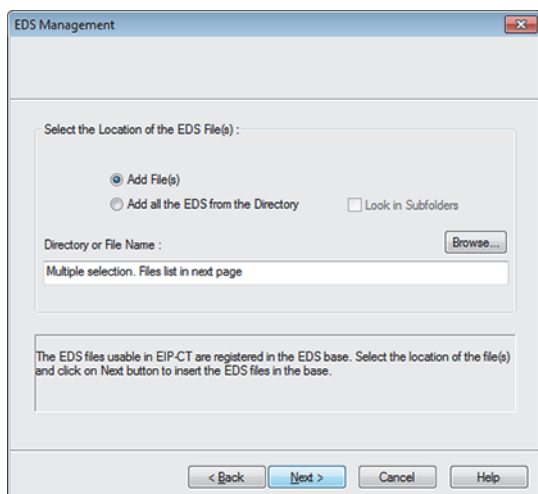 EDS Management
Select the Location of the EDS File(s) :
Add File(s)
Add all the EDS from the Directory
Look in Subfolders
Directory or File Name :
Browse...
Multiple selection. Files list in next page
The EDS files usable in EIP-CT are registered in the EDS base. Select the location of the file(s)
and click on Next button to insert the EDS files in the base.
< Back
Next >
Cancel
Help